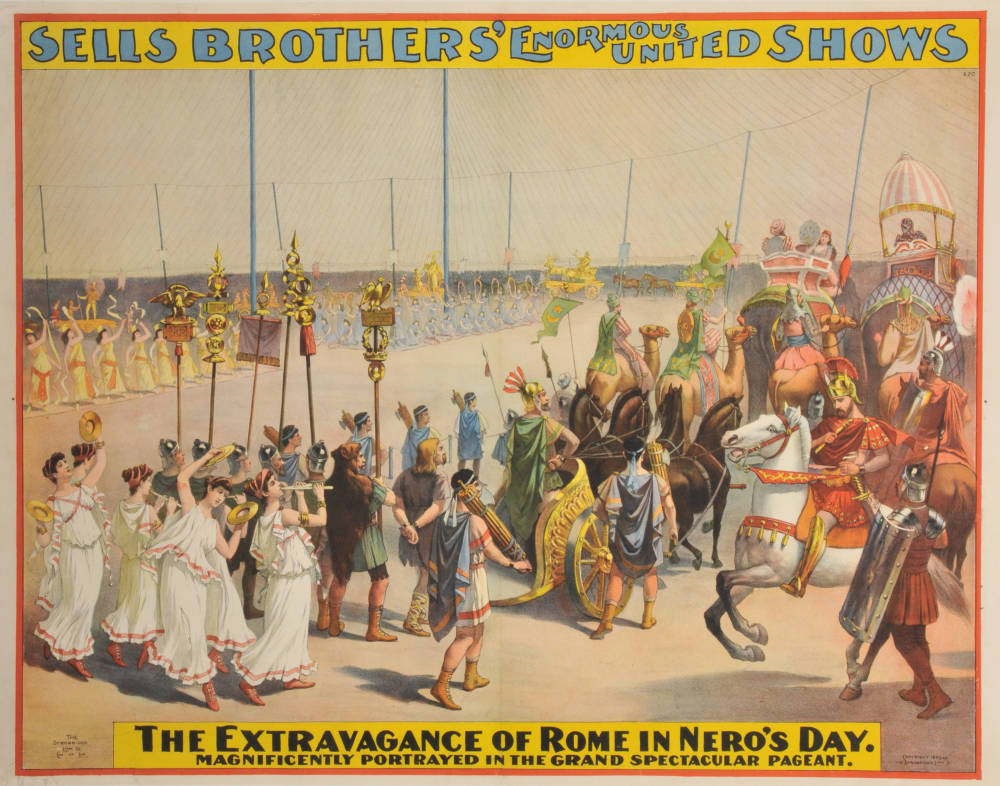 SELLS BROTHERS' ENORMOUS UNITED SHOWS
THE EXTRAVAGANCE OF ROME IN NERO'S DAY.
MAGNIFICENTLY PORTRAYED IN THE GRAND SPECTACULAR PAGEANT.
THE